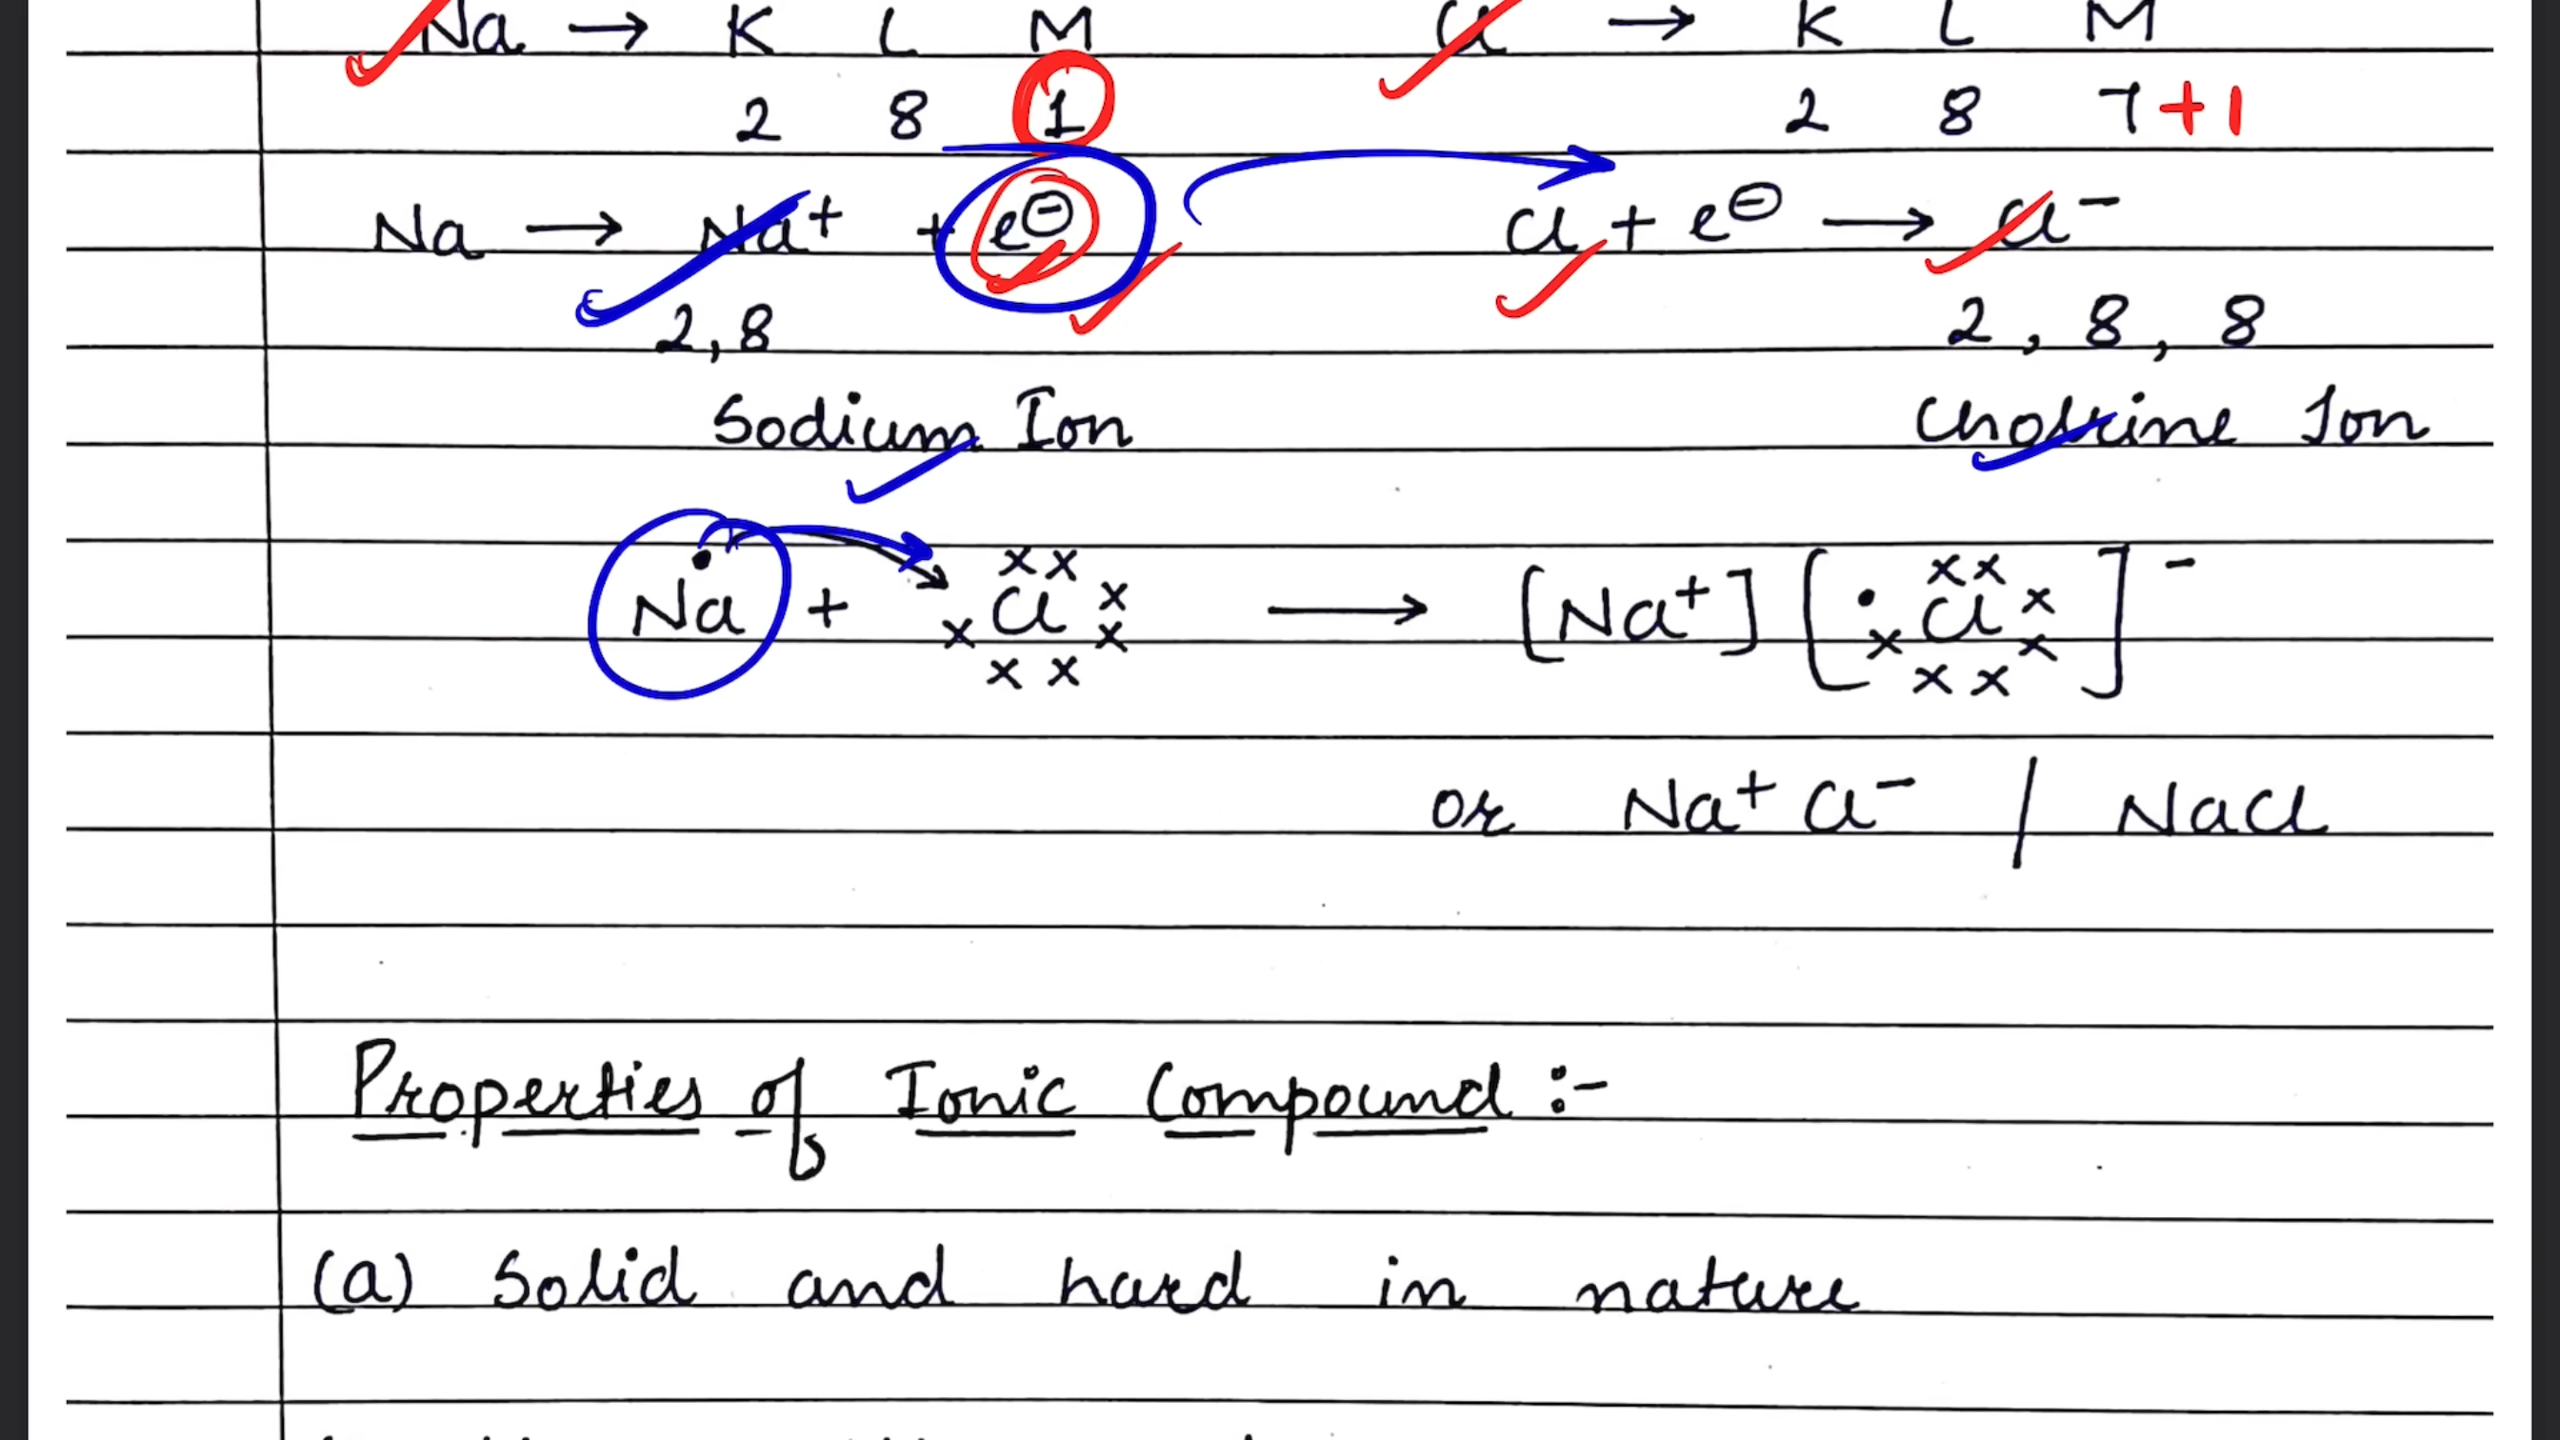 Na → K L M Cl → K L M
2 8 1 2 8 7 +1
Na → Na⁺ + e⊖ Cl + e⊖ → Cl⁻
2,8 2, 8, 8
Sodium Ion Cholrine Ion
Na + Cl → [Na⁺] [Cl]⁻
or Na⁺ Cl⁻ / NaCl
Properties of Ionic Compound :-
(a) Solid and hard in nature